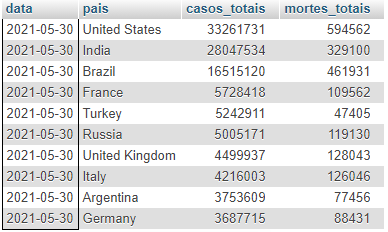 data pais casos_totais mortes_totais
2021-05-30 United States 33261731 594562
2021-05-30 India 28047534 329100
2021-05-30 Brazil 16515120 461931
2021-05-30 France 5728418 109562
2021-05-30 Turkey 5242911 47405
2021-05-30 Russia 5005171 119130
2021-05-30 United Kingdom 4499937 128043
2021-05-30 Italy 4216003 126046
2021-05-30 Argentina 3753609 77456
2021-05-30 Germany 3687715 88431